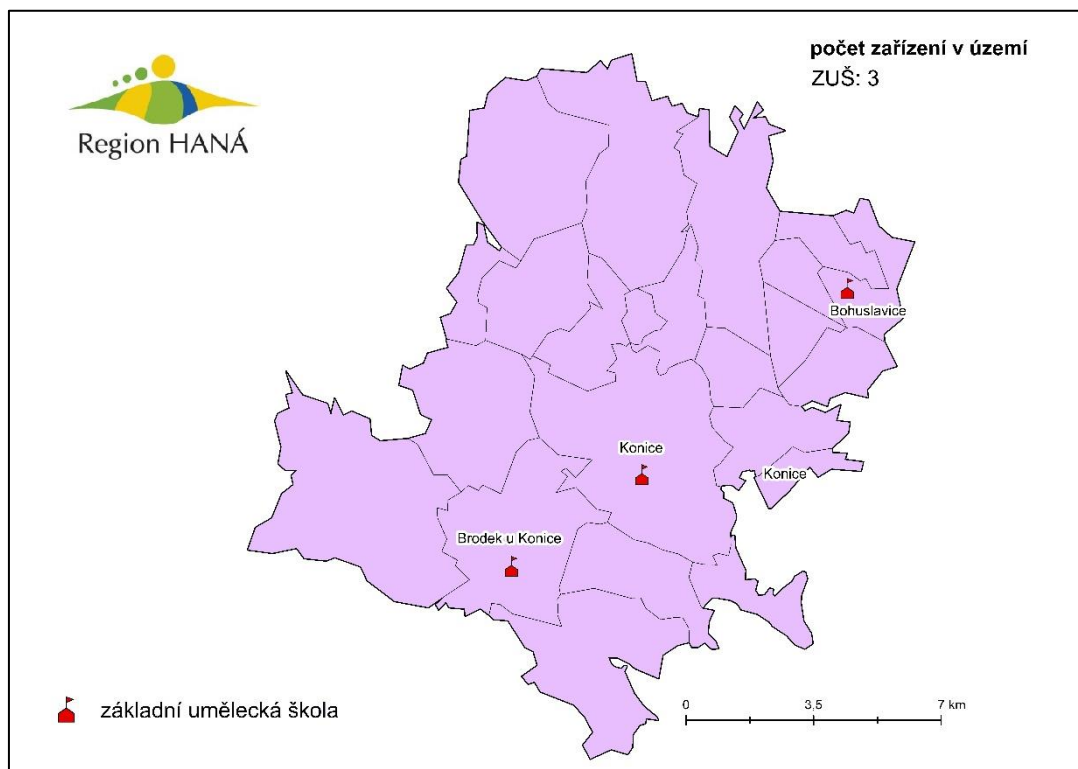 Region HANÁ
počet zařízení v území
ZUŠ: 3
Bohuslavice
Konice
Konice
Brodek u Konice
základní umělecká škola
0 3,5 7 km